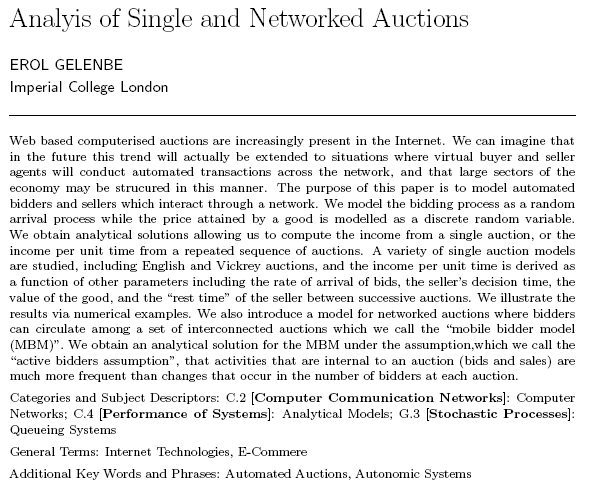 Analyis of Single and Networked Auctions
EROL GELENBE
Imperial College London
Web based computerised auctions are increasingly present in the Internet. We can imagine that
in the future this trend will actually be extended to situations where virtual buyer and seller
agents will conduct automated transactions across the network, and that large sectors of the
economy may be strucured in this manner. The purpose of this paper is to model automated
bidders and sellers which interact through a network. We model the bidding process as a random
arrival process while the price attained by a good is modelled as a discrete random variable.
We obtain analytical solutions allowing us to compute the income from a single auction, or the
income per unit time from a repeated sequence of auctions. A variety of single auction models
are studied, including English and Vickrey auctions, and the income per unit time is derived as
a function of other parameters including the rate of arrival of bids, the seller's decision time, the
value of the good, and the “rest time” of the seller between successive auctions. We illustrate the
results via numerical examples. We also introduce a model for networked auctions where bidders
can circulate among a set of interconnected auctions which we call the “mobile bidder model
(MBM)”. We obtain an analytical solution for the MBM under the assumption,which we call the
“active bidders assumption”, that activities that are internal to an auction (bids and sales) are
much more frequent than changes that occur in the number of bidders at each auction.
Categories and Subject Descriptors: C.2 [Computer Communication Networks]: Computer
Networks; C.4 [Performance of Systems]: Analytical Models; G.3 [Stochastic Processes]:
Queueing Systems
General Terms: Internet Technologies, E-Commere
Additional Key Words and Phrases: Automated Auctions, Autonomic Systems